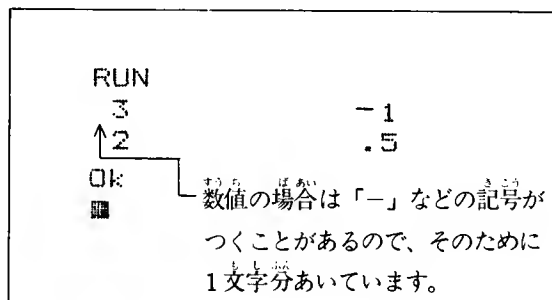 RUN
3 -1
2 .5
Ok
数値の場合は「−」などの記号が
つくことがあるので、そのために
1文字分あいています。